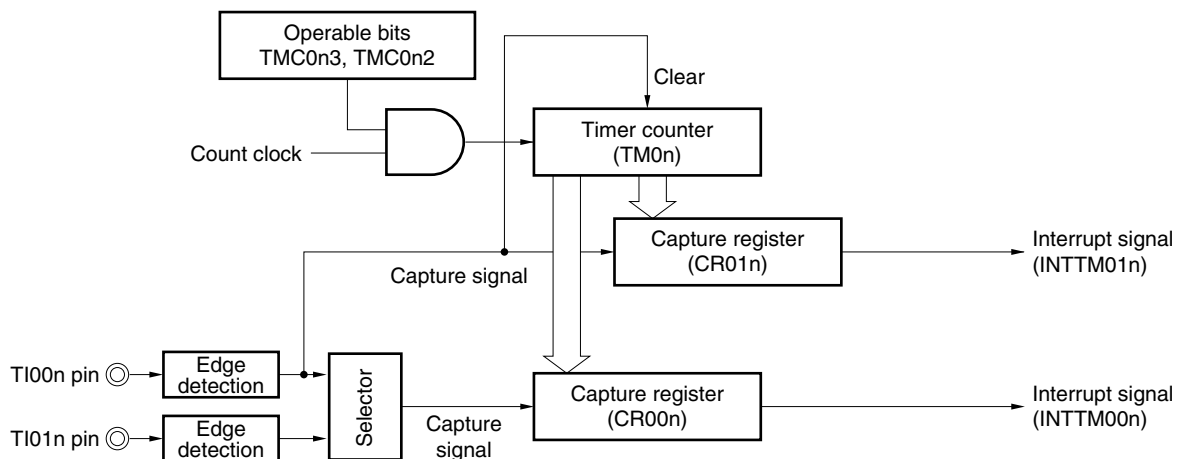 Operable bits
TMC0n3, TMC0n2
Clear
Timer counter
(TM0n)
Count clock
Capture register
(CR01n)
Interrupt signal
(INTTM01n)
Capture signal
TI00n pin
Edge
detection
Selector
Capture register
(CR00n)
Interrupt signal
(INTTM00n)
TI01n pin
Edge
detection
Capture
signal